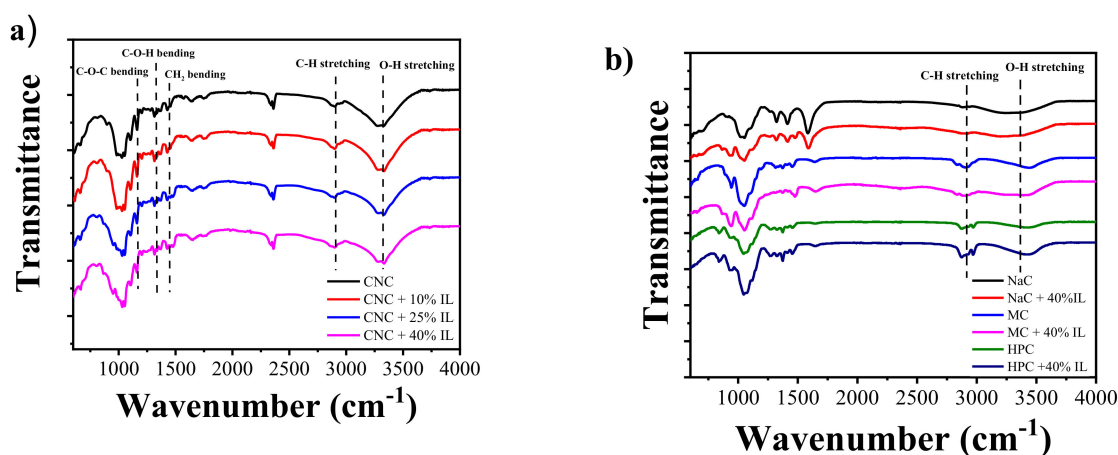 a)
C-O-H bending
C-O-C bending
CH2 bending
C-H stretching
O-H stretching
Transmittance
CNC
CNC + 10% IL
CNC + 25% IL
CNC + 40% IL
1000 1500 2000 2500 3000 3500 4000
Wavenumber (cm-1)
b)
O-H stretching
C-H stretching
Transmittance
NaC
NaC + 40%IL
MC
MC + 40% IL
HPC
HPC +40% IL
1000 1500 2000 2500 3000 3500 4000
Wavenumber (cm-1)